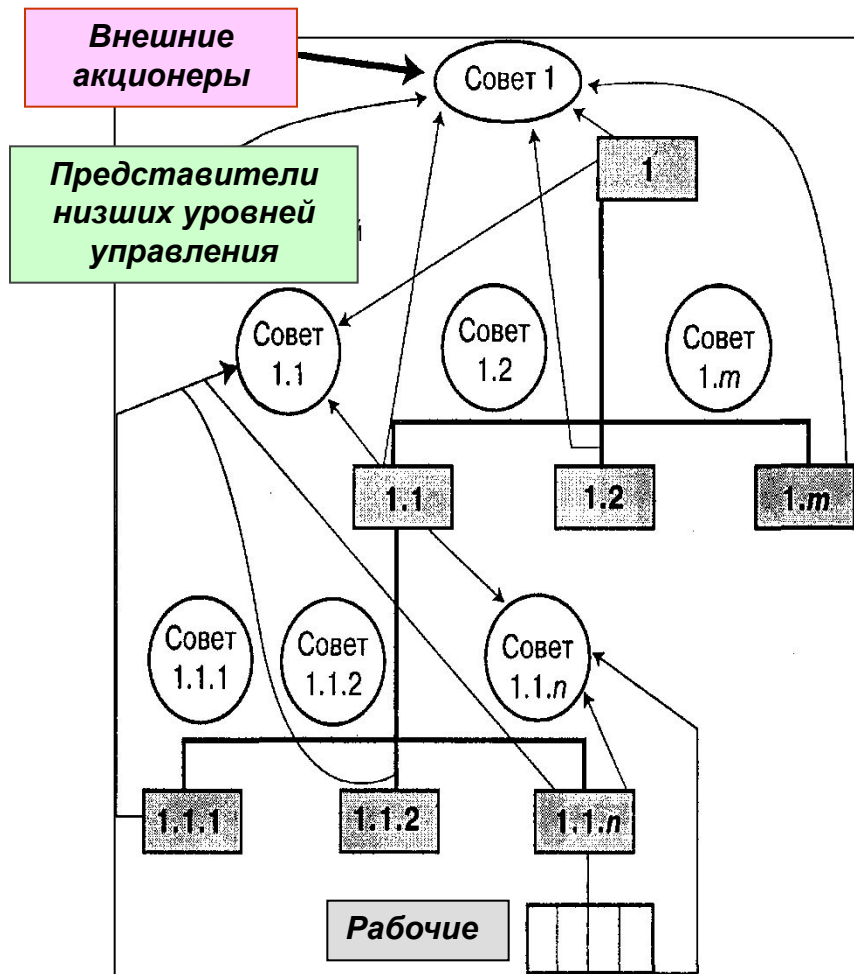 Внешние
акционеры
Совет 1
1
Представители
низших уровней
управления
й
Совет
1.1
Совет
1.2
Совет
1.m
1.1
1.2
1.m
Совет
1.1.1
Совет
1.1.2
Совет
1.1.n
1.1.1
1.1.2
1.1.n
Рабочие